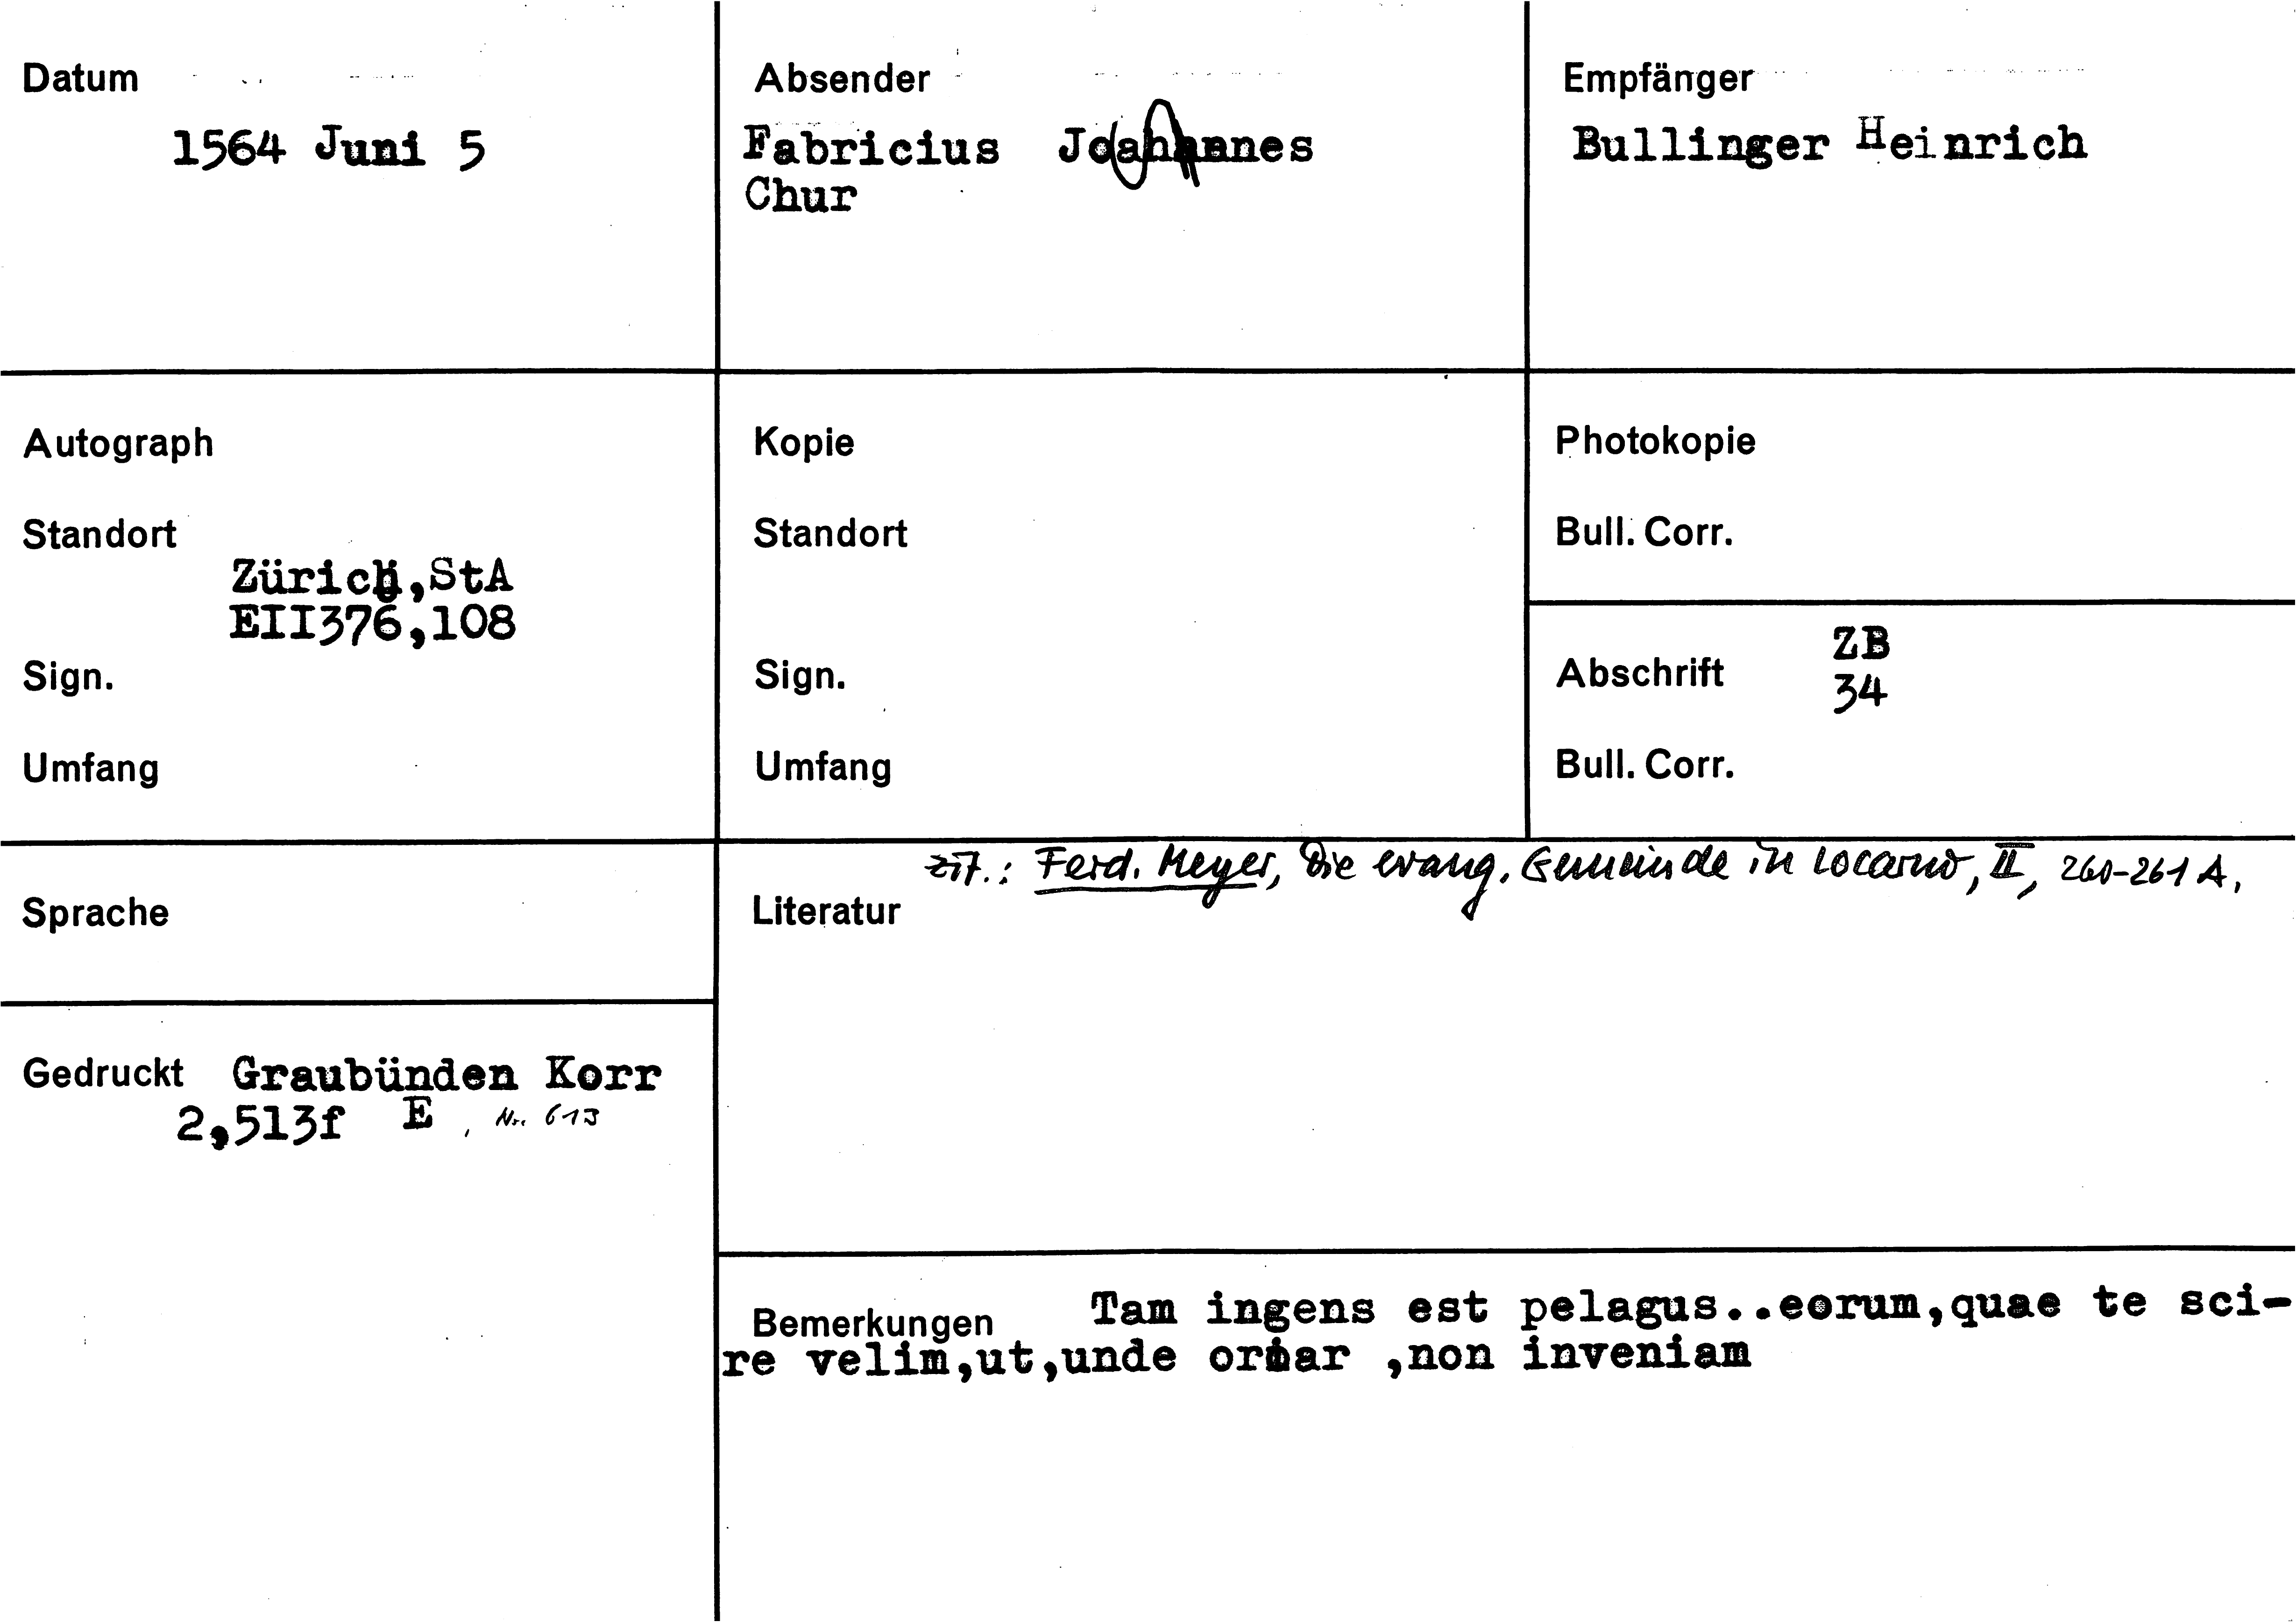 Datum
1564 Juni 5
Absender
Fabricius Johannes
Chur
Empfänger
Bullinger Heinrich
Autograph
Standort
Zürich,StA
EII376,108
Sign.
Umfang
Kopie
Standort
Sign.
Umfang
Photokopie
Bull. Corr.
Abschrift ZB
34
Bull. Corr.
Sprache
zit.: Ferd. Meyer, Die evang. Gemeinde in Locarno, II, 260-261 A.
Literatur
Gedruckt Graubünden Korr
2,513f E , Nr. 613
Bemerkungen Tam ingens est pelagus..eorum,quae te sci-
re velim,ut,unde oriar ,non inveniam